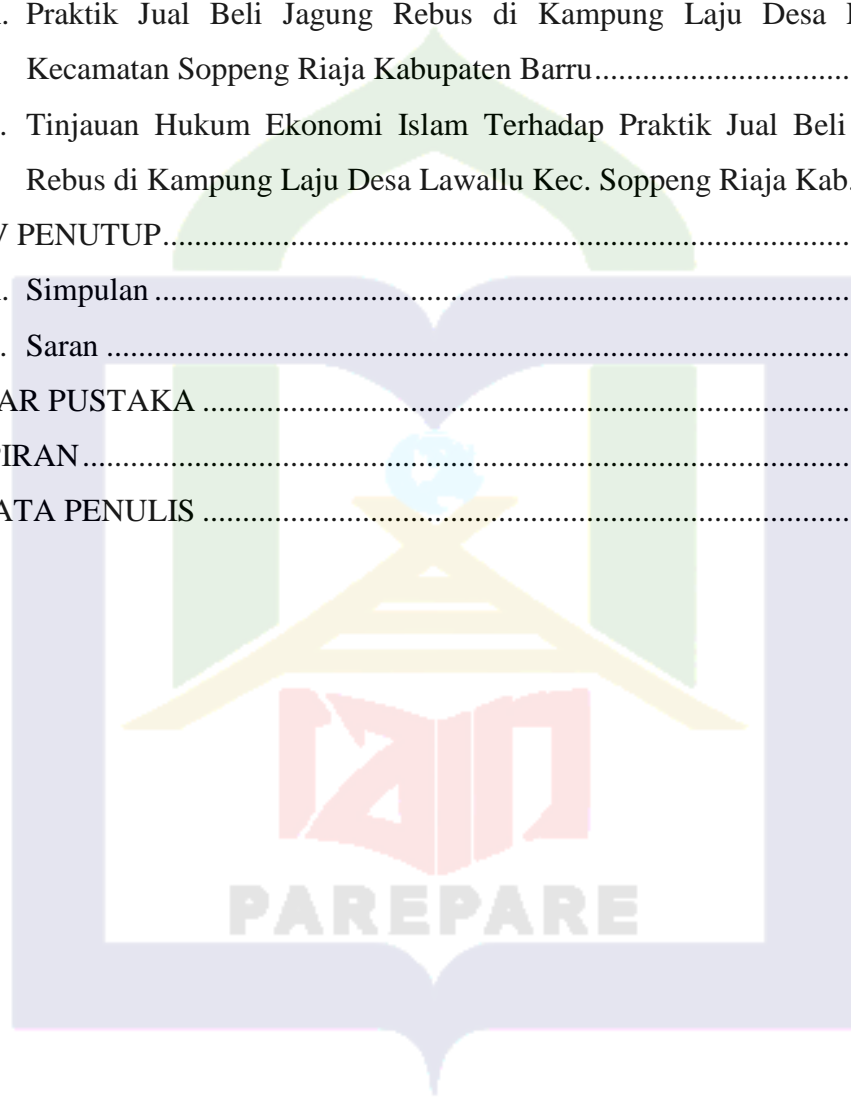 . Praktik Jual Beli Jagung Rebus di Kampung Laju Desa
Kecamatan Soppeng Riaja Kabupaten Barru..................................
. Tinjauan Hukum Ekonomi Islam Terhadap Praktik Jual Beli
Rebus di Kampung Laju Desa Lawallu Kec. Soppeng Riaja Kab.
V PENUTUP.....................................................................................
. Simpulan .........................................................................................
. Saran ...............................................................................................
AR PUSTAKA ..................................................................................
PIRAN................................................................................................
ATA PENULIS ..................................................................................
iain
PAREPARE